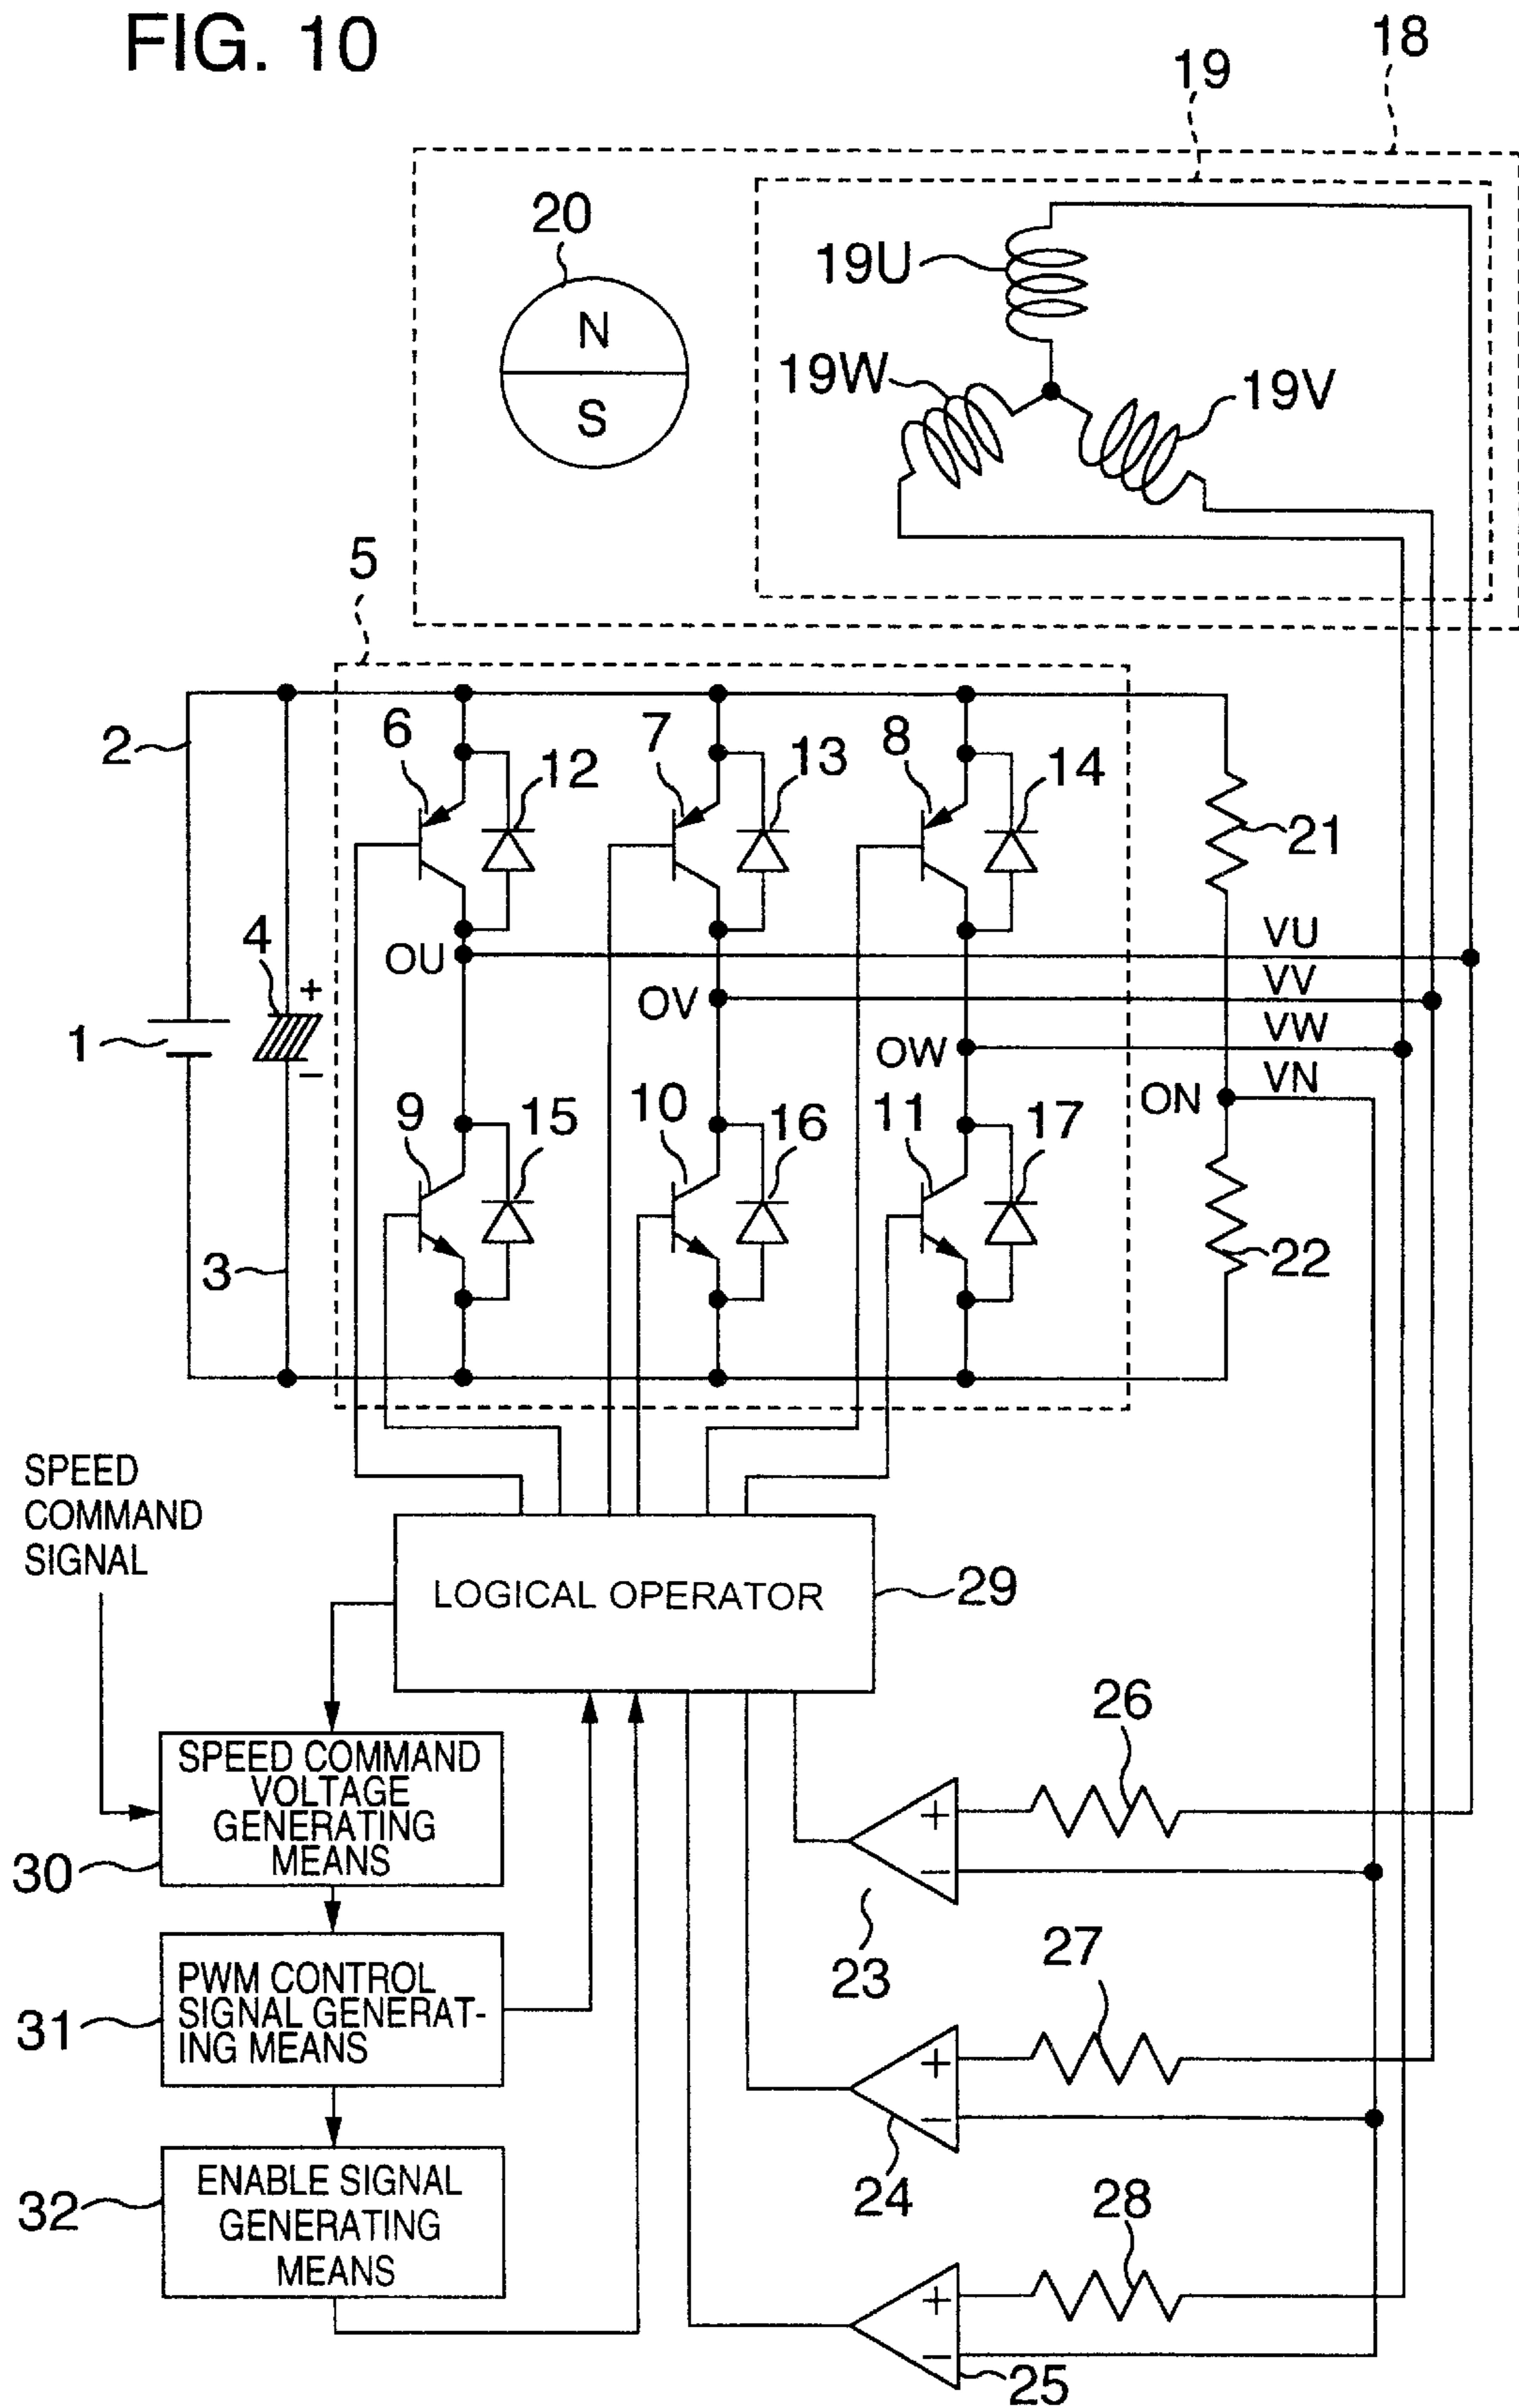 FIG. 10
18
19
20
19U
N
S
19W
19V
5
2
6
12
7
13
8
14
21
4
+
OU
VU
OV
VV
1
OW
VW
−
ON
VN
9
15
10
16
11
17
3
22
SPEED
COMMAND
SIGNAL
LOGICAL OPERATOR
29
26
SPEED COMMAND
VOLTAGE
GENERATING
MEANS
30
+
−
23
27
PWM CONTROL
SIGNAL GENERAT-
ING MEANS
31
+
−
24
28
ENABLE SIGNAL
GENERATING
MEANS
32
+
−
25